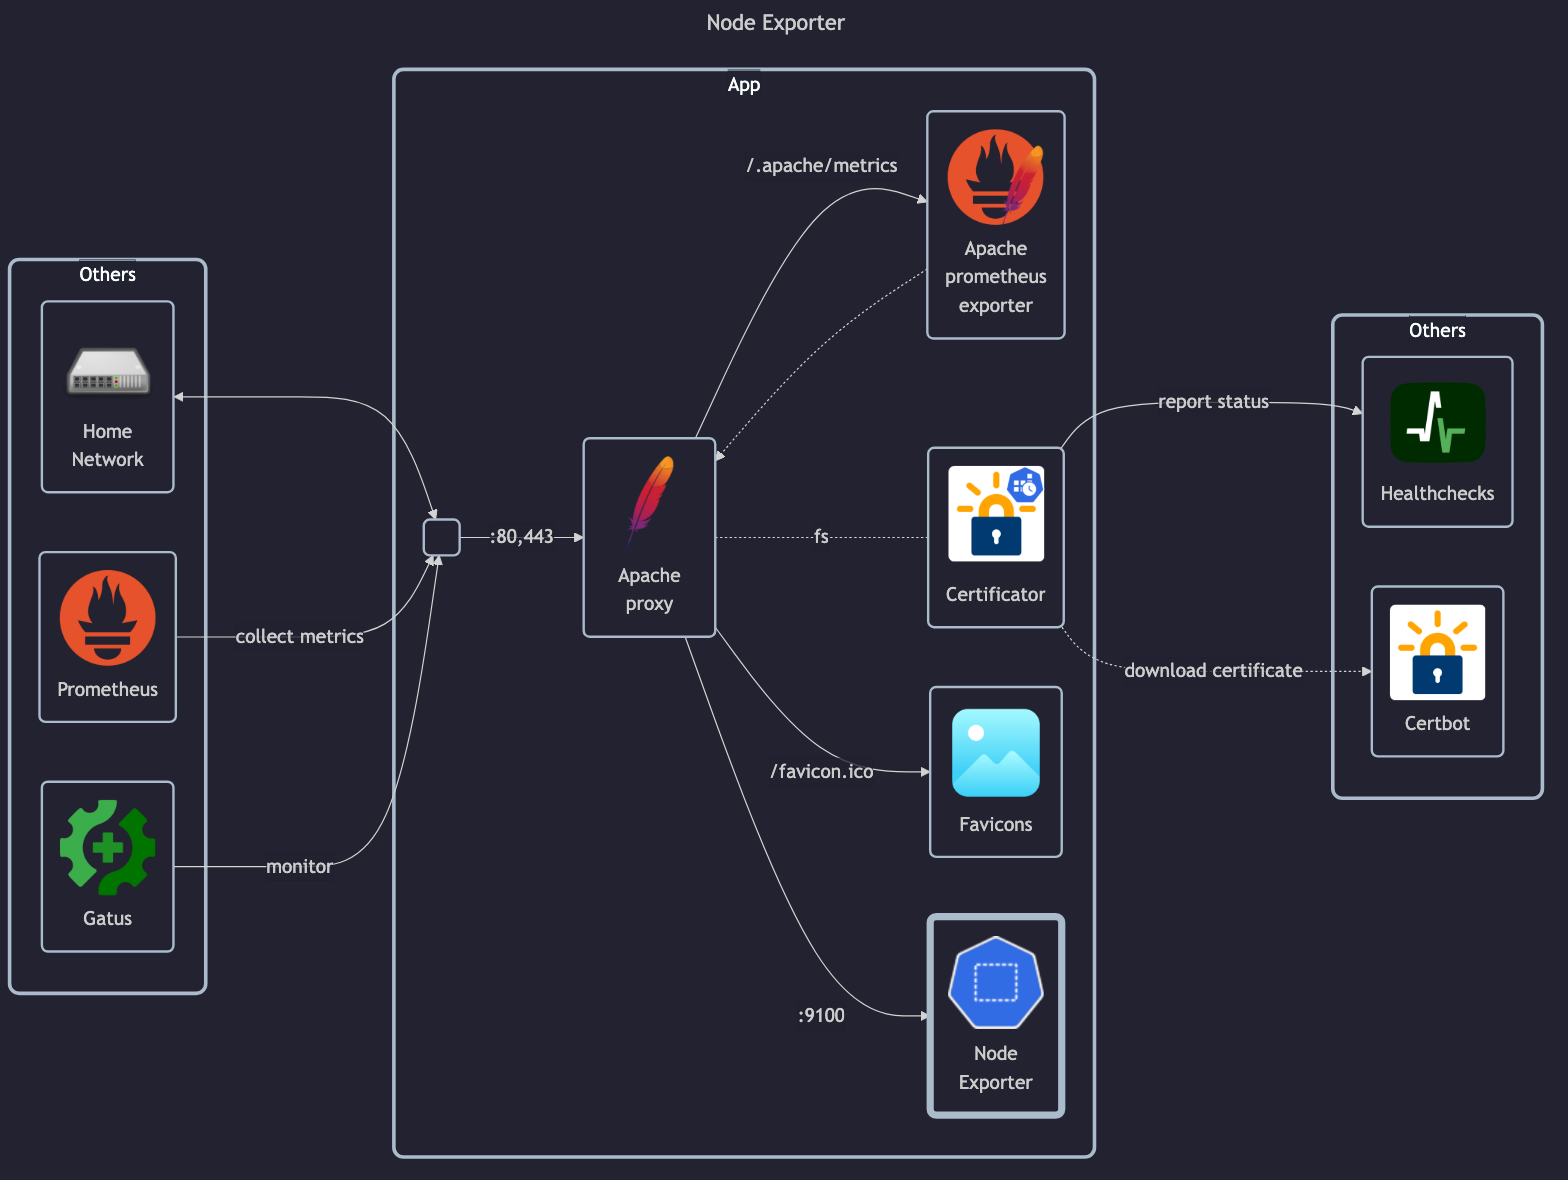 Node Exporter
App
/.apache/metrics
Apache
prometheus
exporter
Others
Home
Network
Others
report status
Healthchecks
:80,443
fs
Apache
proxy
Certificator
collect metrics
Prometheus
download certificate
Certbot
/favicon.ico
Favicons
monitor
Gatus
:9100
Node
Exporter